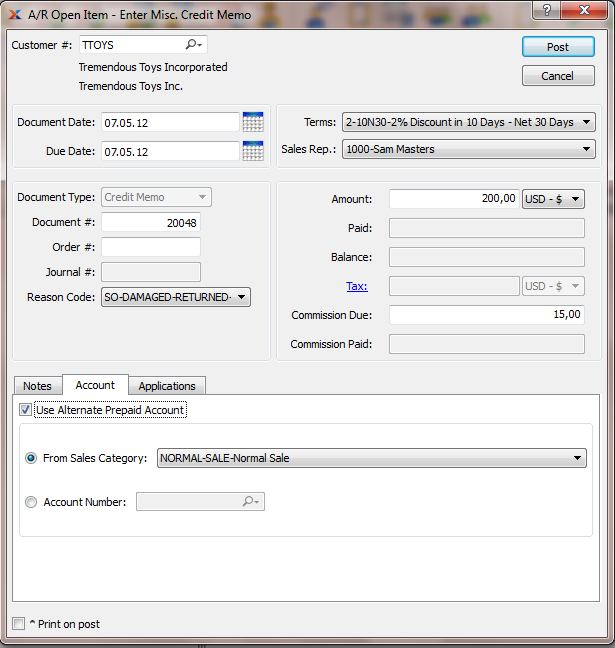 A/R Open Item - Enter Misc. Credit Memo
Customer #: TTOYS
Post
Tremendous Toys Incorporated
Cancel
Tremendous Toys Inc.
Document Date: 07.05.12
Due Date: 07.05.12
Terms: 2-10N30-2% Discount in 10 Days - Net 30 Days
Sales Rep.: 1000-Sam Masters
Document Type: Credit Memo
Document #: 20048
Order #:
Journal #:
Reason Code: SO-DAMAGED-RETURNED-
Amount: 200,00 USD - $
Paid:
Balance:
Tax: USD - $
Commission Due: 15,00
Commission Paid:
Notes Account Applications
Use Alternate Prepaid Account
From Sales Category: NORMAL-SALE-Normal Sale
Account Number:
^ Print on post